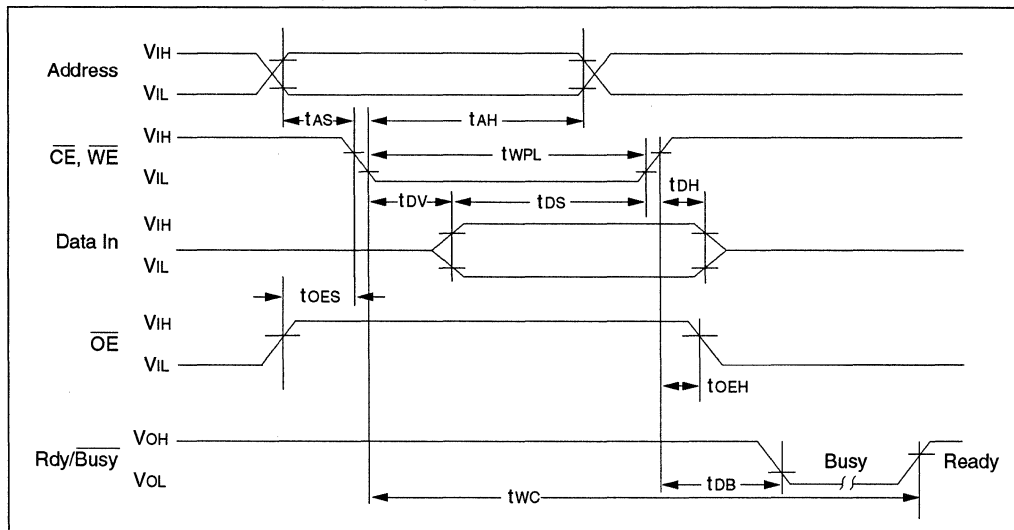 Address
VIH
VIL
tAS
tAH
CE, WE
VIH
VIL
tWPL
tDV
tDS
tDH
Data In
VIH
VIL
tOES
OE
VIH
VIL
tOEH
Rdy/Busy
VOH
VOL
Busy
Ready
tDB
tWC